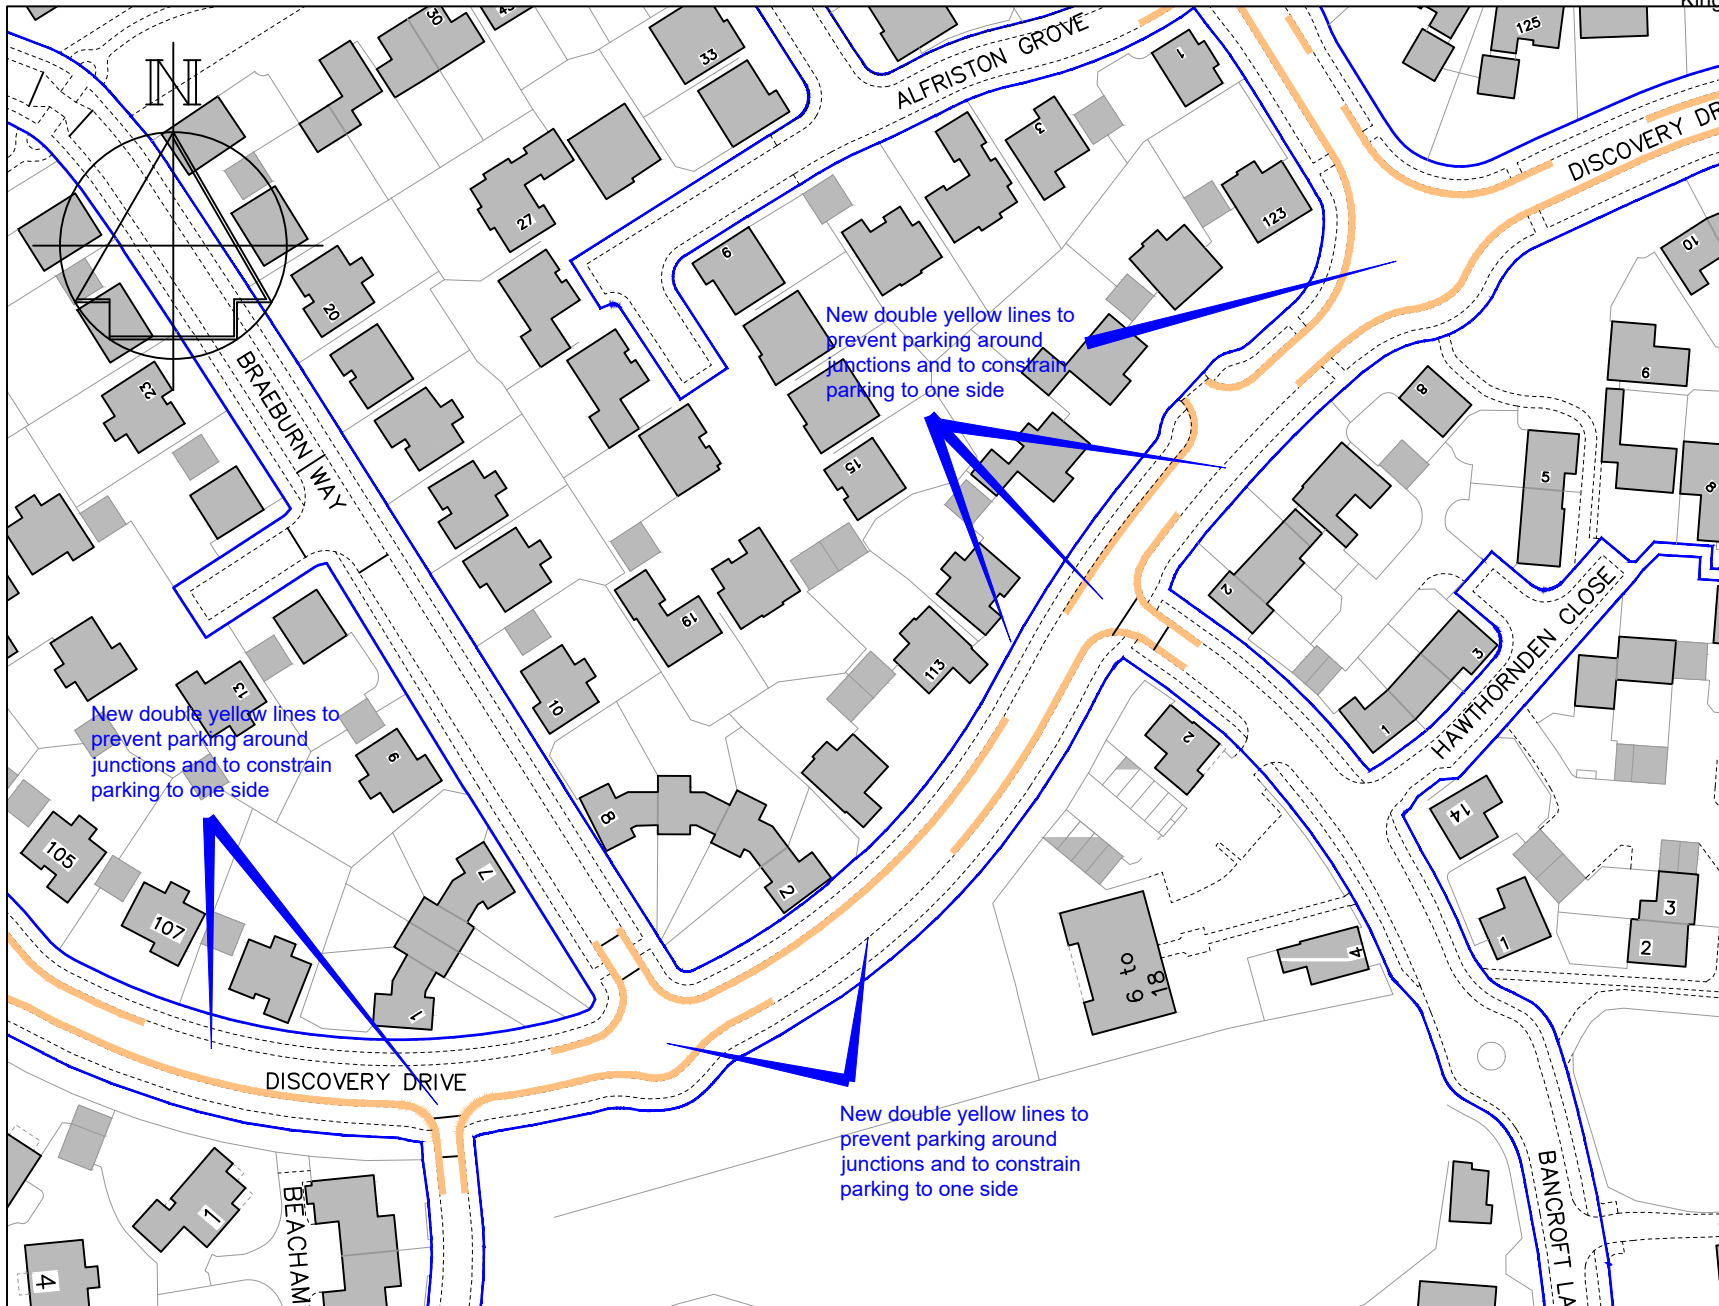 King
30
33
125
ALFRISTON GROVE
1
3
DISCOVERY DR
N
27
123
9
10
20
New double yellow lines to
prevent parking around
junctions and to constrain
parking to one side
BRAEBURN WAY
23
6
8
15
5
8
2
19
113
HAWTHORNDEN CLOSE
3
1
13
10
New double yellow lines to
prevent parking around
junctions and to constrain
parking to one side
9
2
8
14
105
7
2
107
3
1
2
6 to
18
4
1
DISCOVERY DRIVE
New double yellow lines to
prevent parking around
junctions and to constrain
parking to one side
BEACHAM
1
BANCROFT LA
4